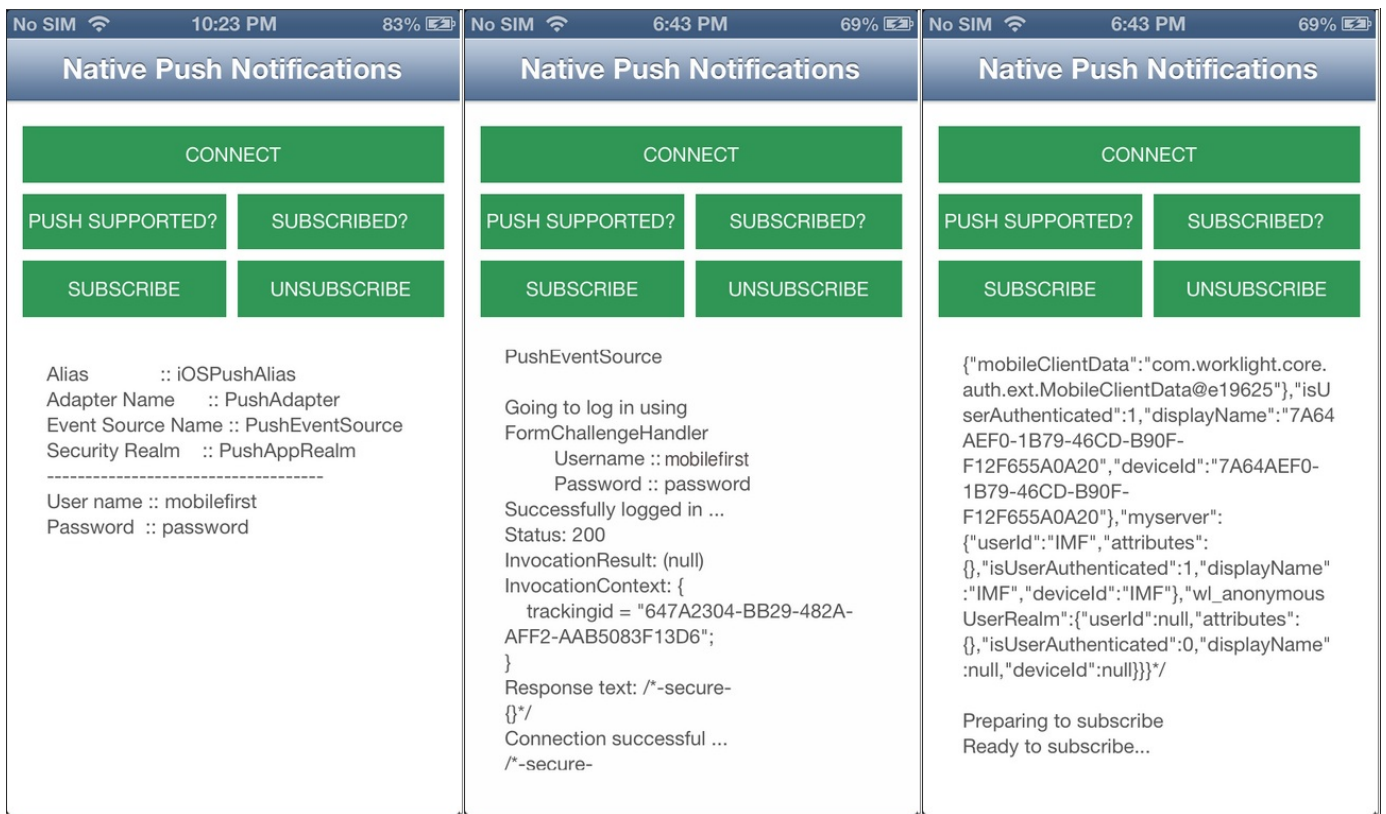 No SIM 10:23 PM 83%
Native Push Notifications
CONNECT
PUSH SUPPORTED? SUBSCRIBED?
SUBSCRIBE UNSUBSCRIBE
Alias :: iOSPushAlias
Adapter Name :: PushAdapter
Event Source Name :: PushEventSource
Security Realm :: PushAppRealm
------------------------------------
User name :: mobilefirst
Password :: password
No SIM 6:43 PM 69%
Native Push Notifications
CONNECT
PUSH SUPPORTED? SUBSCRIBED?
SUBSCRIBE UNSUBSCRIBE
PushEventSource
Going to log in using
FormChallengeHandler
Username :: mobilefirst
Password :: password
Successfully logged in ...
Status: 200
InvocationResult: (null)
InvocationContext: {
trackingid = "647A2304-BB29-482A-
AFF2-AAB5083F13D6";
}
Response text: /*-secure-
{}*/
Connection successful ...
/*-secure-
No SIM 6:43 PM 69%
Native Push Notifications
CONNECT
PUSH SUPPORTED? SUBSCRIBED?
SUBSCRIBE UNSUBSCRIBE
{"mobileClientData":"com.worklight.core.
auth.ext.MobileClientData@e19625"},"isU
serAuthenticated":1,"displayName":"7A64
AEF0-1B79-46CD-B90F-
F12F655A0A20","deviceId":"7A64AEF0-
1B79-46CD-B90F-
F12F655A0A20"},"myserver":
{"userId":"IMF","attributes":
{},"isUserAuthenticated":1,"displayName"
:"IMF","deviceId":"IMF"},"wl_anonymous
UserRealm":{"userId":null,"attributes":
{},"isUserAuthenticated":0,"displayName"
:null,"deviceId":null}}}*/
Preparing to subscribe
Ready to subscribe...